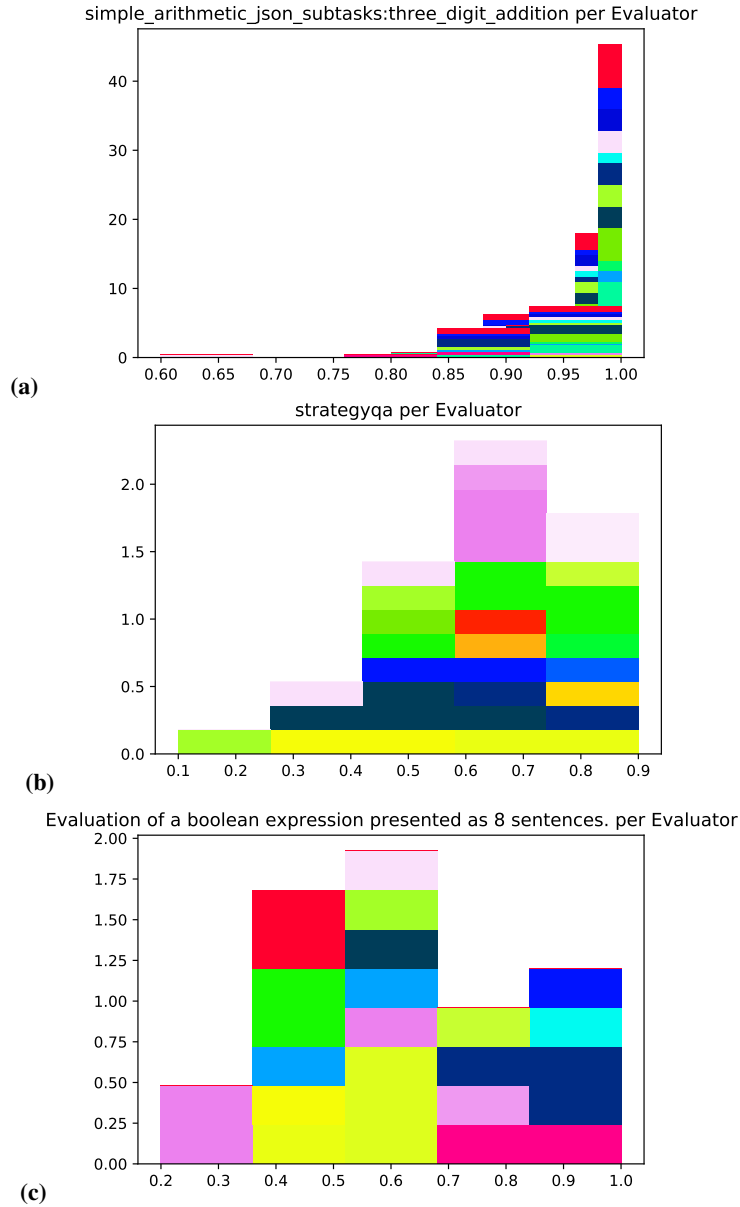 simple_arithmetic_json_subtasks:three_digit_addition per Evaluator
40
30
20
10
0
0.60 0.65 0.70 0.75 0.80 0.85 0.90 0.95 1.00
(a)
strategyqa per Evaluator
2.0
1.5
1.0
0.5
0.0
0.1 0.2 0.3 0.4 0.5 0.6 0.7 0.8 0.9
(b)
Evaluation of a boolean expression presented as 8 sentences. per Evaluator
2.00
1.75
1.50
1.25
1.00
0.75
0.50
0.25
0.00
0.2 0.3 0.4 0.5 0.6 0.7 0.8 0.9 1.0
(c)